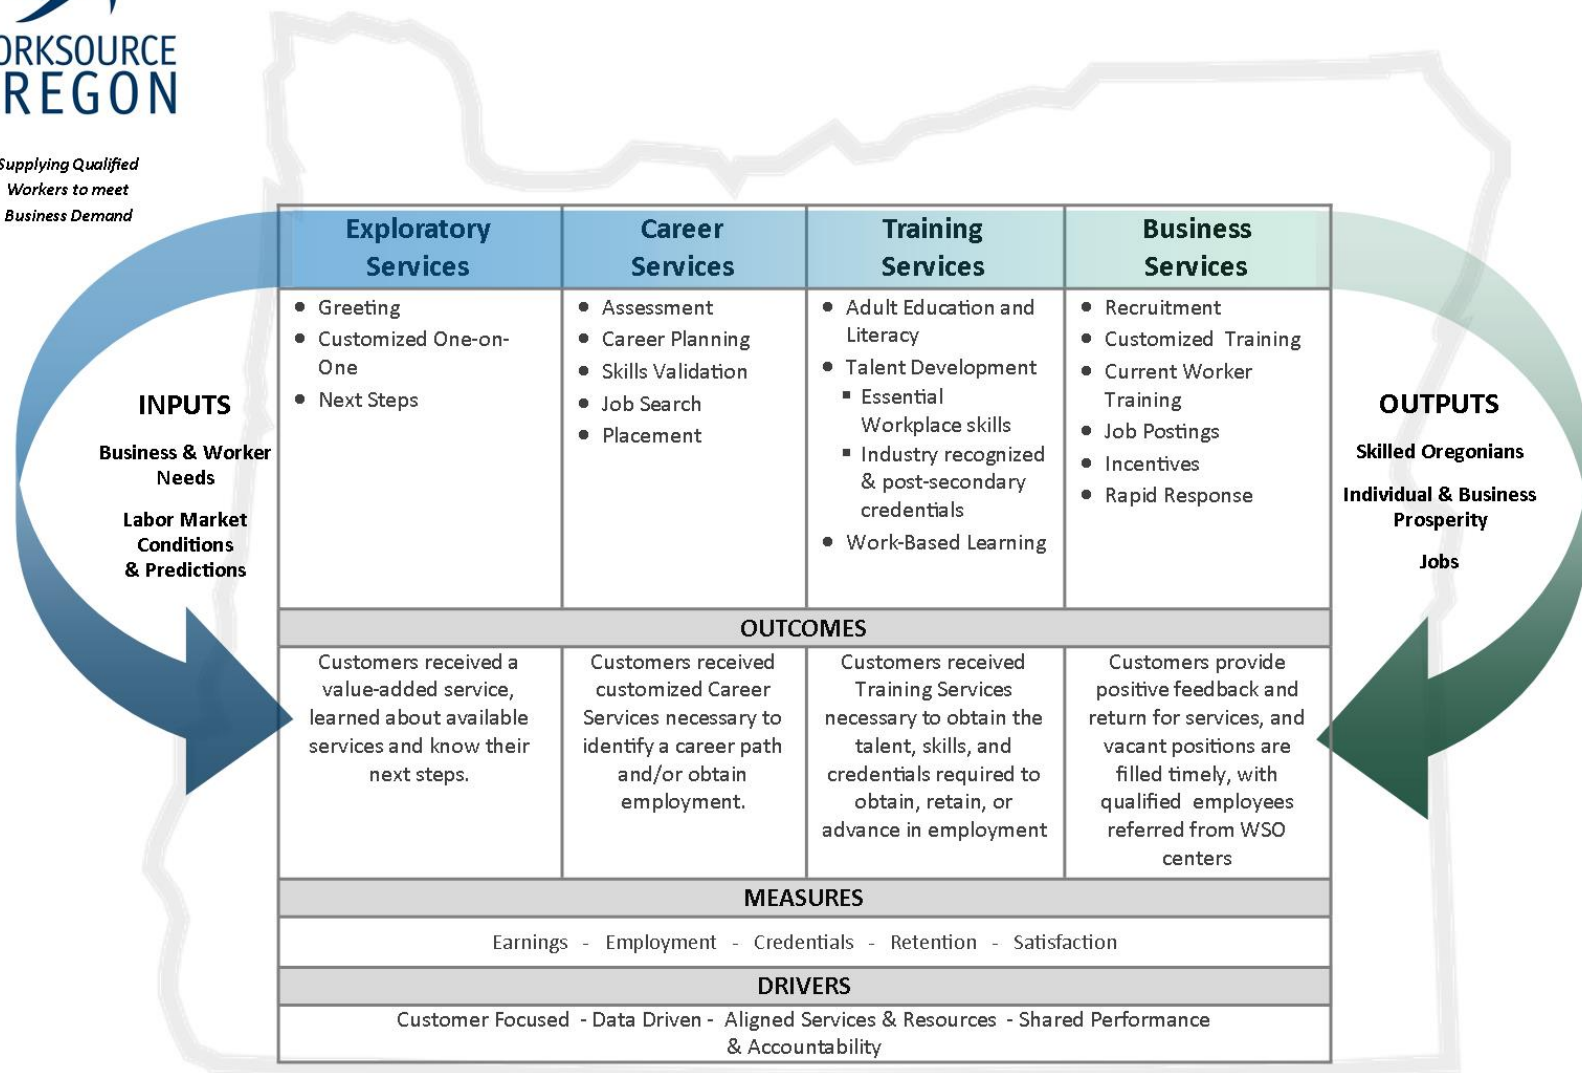 ORKSOURCE
REGON
Supplying Qualified
Workers to meet
Business Demand
Exploratory
Services
Career
Services
Training
Services
Business
Services
• Greeting
• Customized One-on-
One
• Next Steps
• Assessment
• Career Planning
• Skills Validation
• Job Search
• Placement
• Adult Education and
Literacy
• Talent Development
▪ Essential
Workplace skills
▪ Industry recognized
& post-secondary
credentials
• Work-Based Learning
• Recruitment
• Customized Training
• Current Worker
Training
• Job Postings
• Incentives
• Rapid Response
INPUTS
Business & Worker
Needs
Labor Market
Conditions
& Predictions
OUTPUTS
Skilled Oregonians
Individual & Business
Prosperity
Jobs
OUTCOMES
Customers received a
value-added service,
learned about available
services and know their
next steps.
Customers received
customized Career
Services necessary to
identify a career path
and/or obtain
employment.
Customers received
Training Services
necessary to obtain the
talent, skills, and
credentials required to
obtain, retain, or
advance in employment
Customers provide
positive feedback and
return for services, and
vacant positions are
filled timely, with
qualified employees
referred from WSO
centers
MEASURES
Earnings - Employment - Credentials - Retention - Satisfaction
DRIVERS
Customer Focused - Data Driven - Aligned Services & Resources - Shared Performance
& Accountability